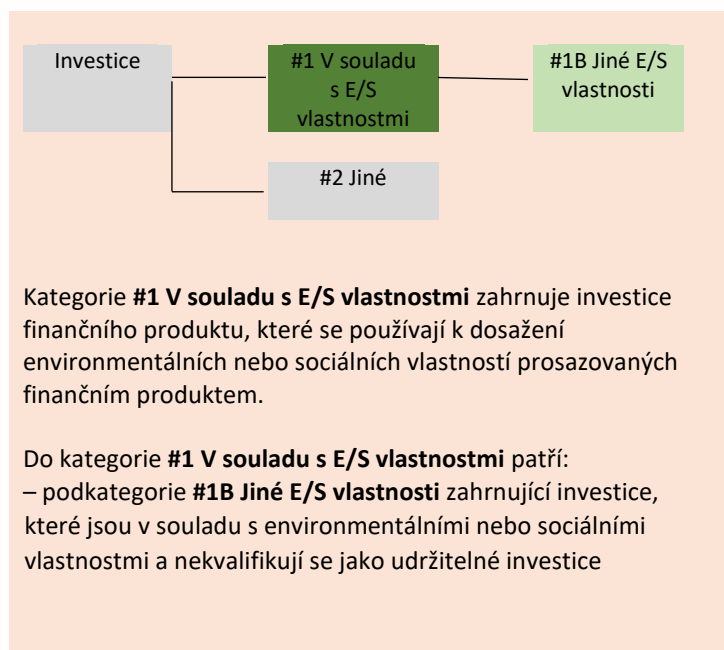 Investice
#1 V souladu
s E/S
vlastnostmi
#1B Jiné E/S
vlastnosti
#2 Jiné
Kategorie #1 V souladu s E/S vlastnostmi zahrnuje investice
finančního produktu, které se používají k dosažení
environmentálních nebo sociálních vlastností prosazovaných
finančním produktem.
Do kategorie #1 V souladu s E/S vlastnostmi patří:
– podkategorie #1B Jiné E/S vlastnosti zahrnující investice,
které jsou v souladu s environmentálními nebo sociálními
vlastnostmi a nekvalifikují se jako udržitelné investice